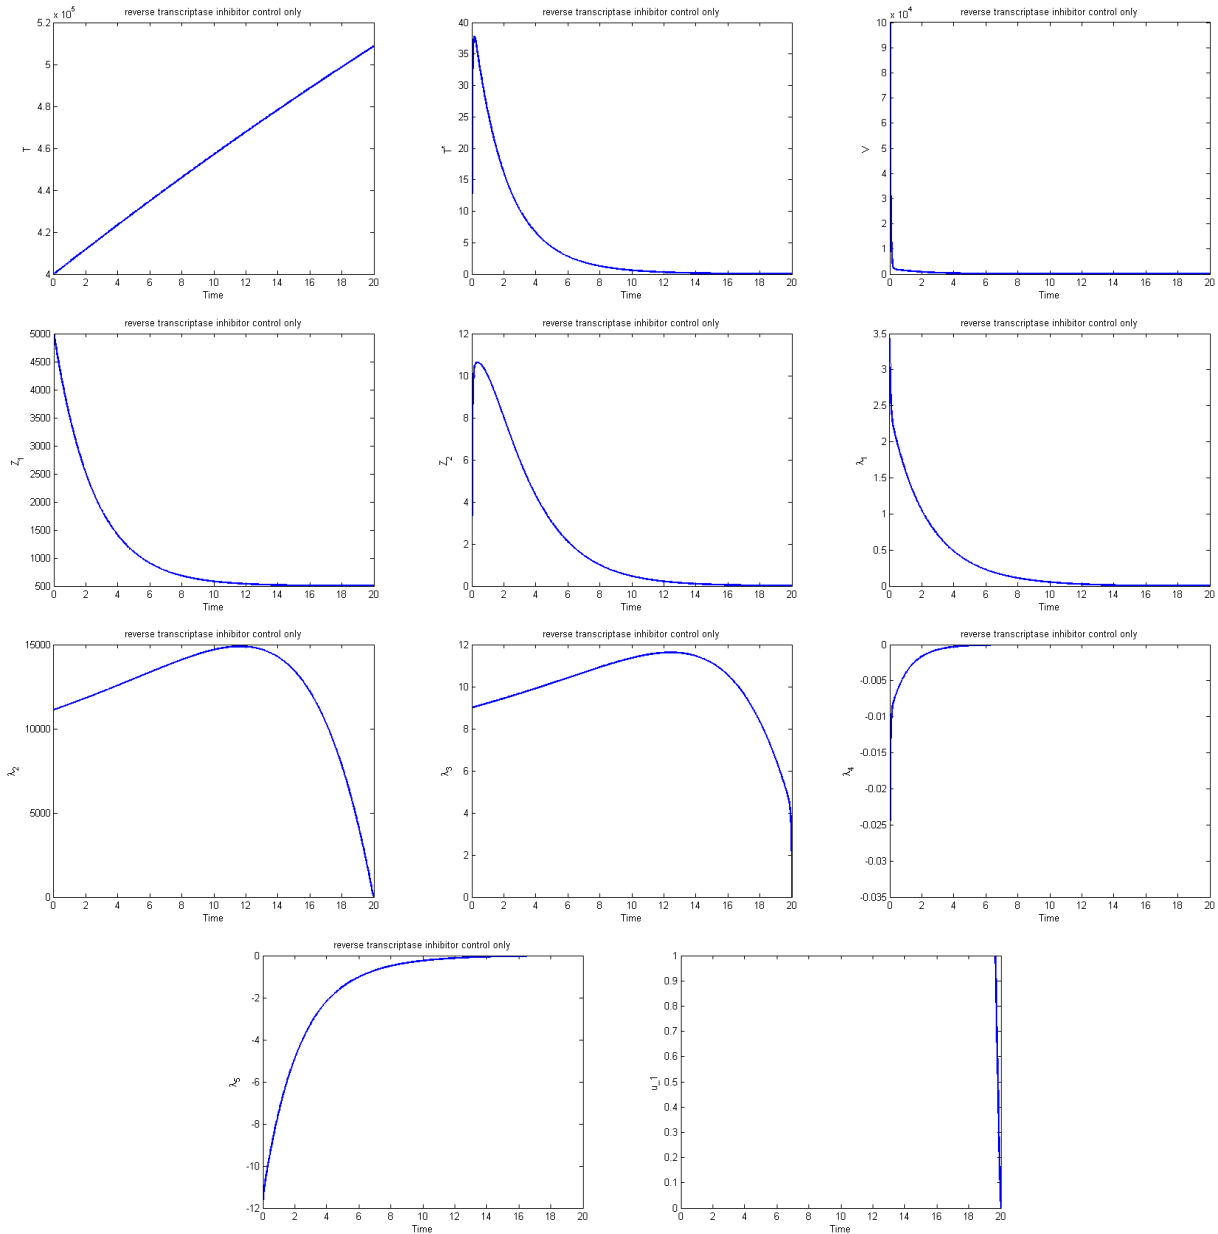 reverse transcriptase inhibitor control only
x 10^5
5.2
5
4.8
4.6
4.4
4.2
4
T
0 2 4 6 8 10 12 14 16 18 20
Time
reverse transcriptase inhibitor control only
40
35
30
25
20
15
10
5
0
T*
0 2 4 6 8 10 12 14 16 18 20
Time
reverse transcriptase inhibitor control only
x 10^4
10
9
8
7
6
5
4
3
2
1
0
V
0 2 4 6 8 10 12 14 16 18 20
Time
reverse transcriptase inhibitor control only
5000
4500
4000
3500
3000
2500
2000
1500
1000
500
Z_1
0 2 4 6 8 10 12 14 16 18 20
Time
reverse transcriptase inhibitor control only
12
10
8
6
4
2
0
Z_2
0 2 4 6 8 10 12 14 16 18 20
Time
reverse transcriptase inhibitor control only
3.5
3
2.5
2
1.5
1
0.5
0
λ_1
0 2 4 6 8 10 12 14 16 18 20
Time
reverse transcriptase inhibitor control only
15000
10000
5000
0
λ_2
0 2 4 6 8 10 12 14 16 18 20
Time
reverse transcriptase inhibitor control only
12
10
8
6
4
2
0
λ_3
0 2 4 6 8 10 12 14 16 18 20
Time
reverse transcriptase inhibitor control only
0
-0.005
-0.01
-0.015
-0.02
-0.025
-0.03
-0.035
λ_4
0 2 4 6 8 10 12 14 16 18 20
Time
reverse transcriptase inhibitor control only
0
-2
-4
-6
-8
-10
-12
λ_5
0 2 4 6 8 10 12 14 16 18 20
Time
1
0.9
0.8
0.7
0.6
0.5
0.4
0.3
0.2
0.1
0
u_1
0 2 4 6 8 10 12 14 16 18 20
Time